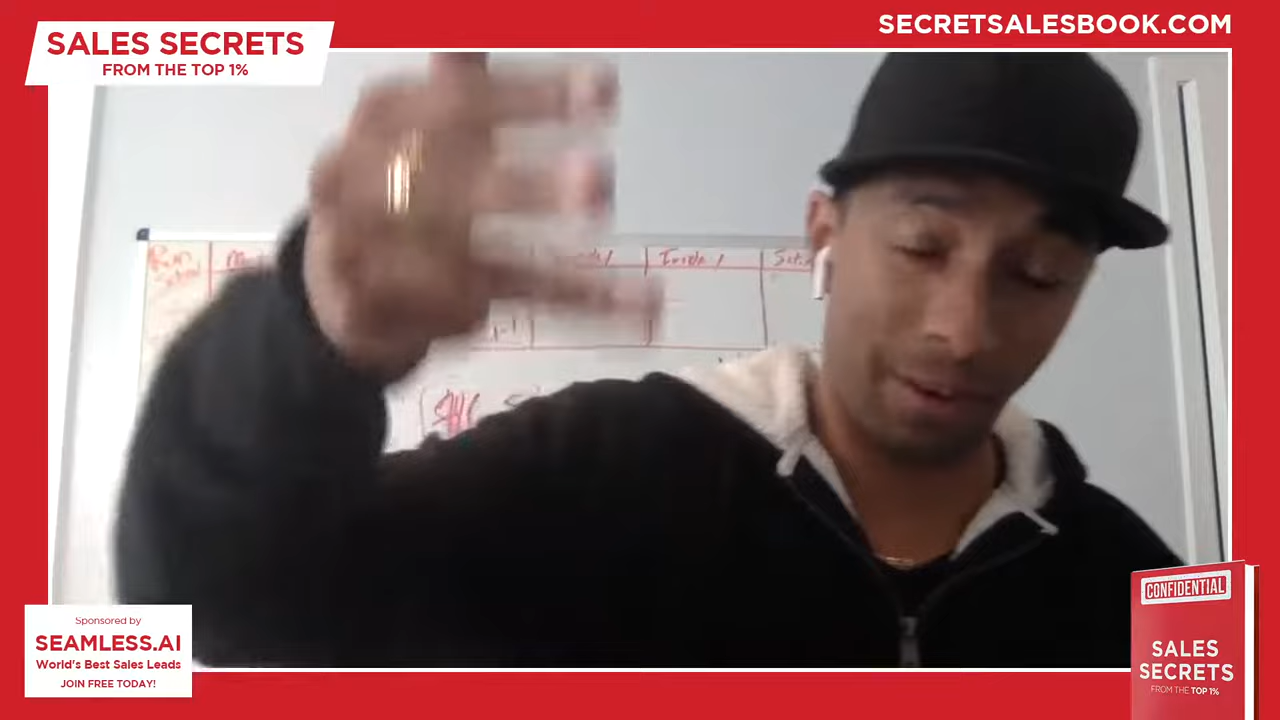 SALES SECRETS
FROM THE TOP 1%
SECRETSALESBOOK.COM
Sponsored by
SEAMLESS.AI
World's Best Sales Leads
JOIN FREE TODAY!
CONFIDENTIAL
SALES
SECRETS
FROM THE TOP 1%